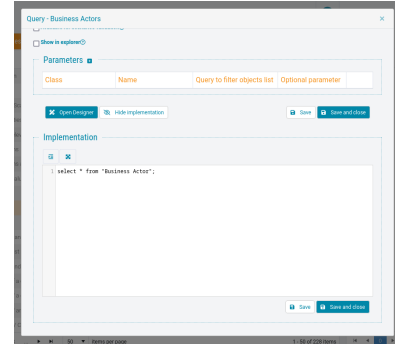 Query - Business Actors
Show in explorer
Parameters
Class Name Query to filter objects list Optional parameter
Open Designer Hide implementation Save Save and close
Implementation
1 select * from "Business Actor";
Save Save and close
50 items per page 1 - 50 of 228 items